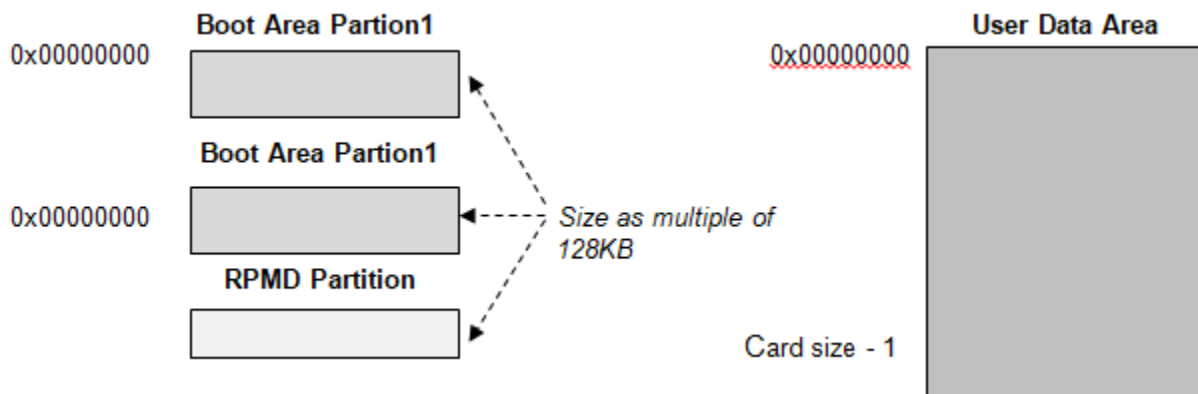 Boot Area Partion1
0x00000000
Boot Area Partion1
0x00000000
Size as multiple of
128KB
RPMD Partition
User Data Area
0x00000000
Card size - 1